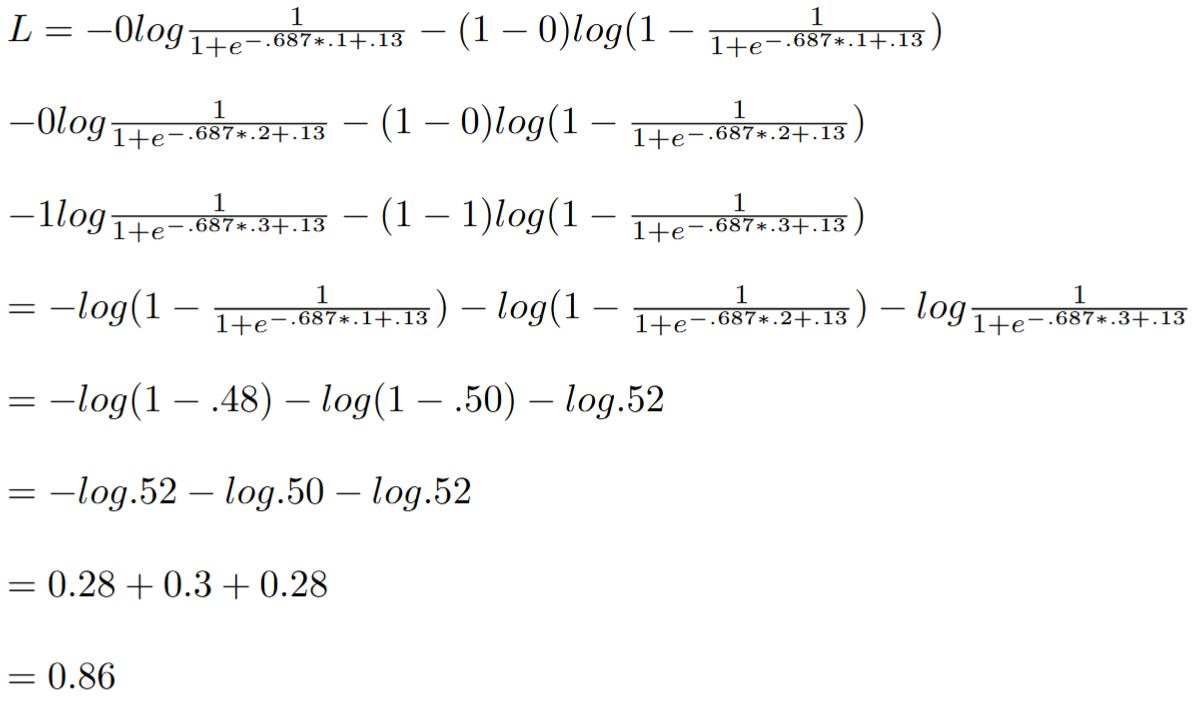 L = −0log 1/(1+e^(−.687∗.1+.13)) − (1 − 0)log(1 − 1/(1+e^(−.687∗.1+.13)))
−0log 1/(1+e^(−.687∗.2+.13)) − (1 − 0)log(1 − 1/(1+e^(−.687∗.2+.13)))
−1log 1/(1+e^(−.687∗.3+.13)) − (1 − 1)log(1 − 1/(1+e^(−.687∗.3+.13)))
= −log(1 − 1/(1+e^(−.687∗.1+.13))) − log(1 − 1/(1+e^(−.687∗.2+.13))) − log 1/(1+e^(−.687∗.3+.13))
= −log(1 − .48) − log(1 − .50) − log.52
= −log.52 − log.50 − log.52
= 0.28 + 0.3 + 0.28
= 0.86